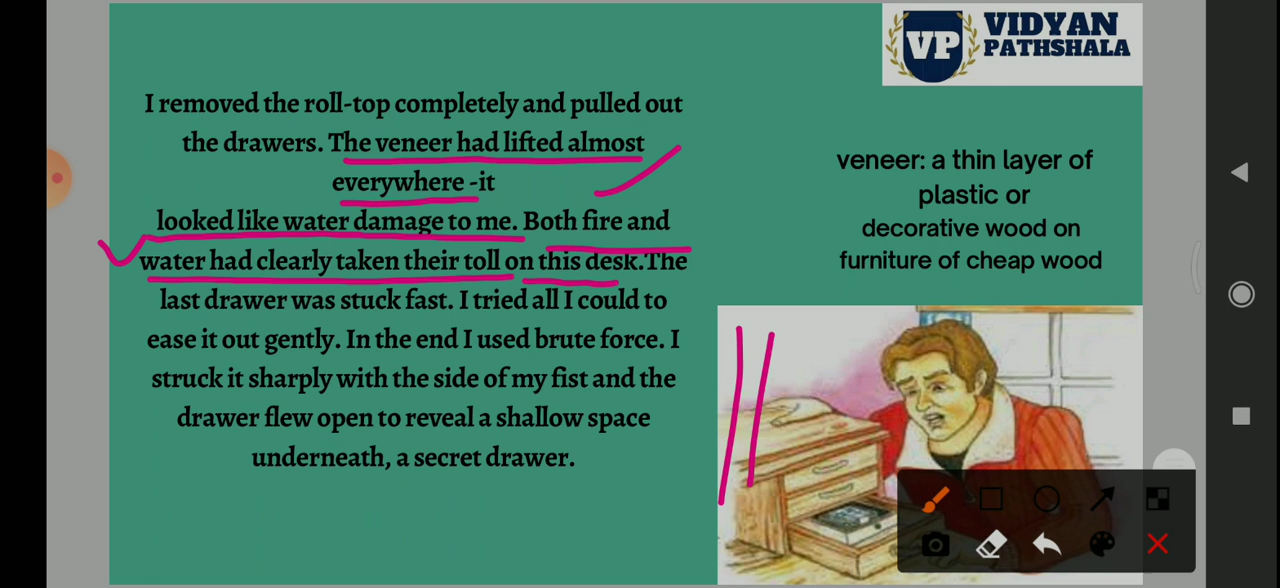 VP VIDYAN
PATHSHALA
I removed the roll-top completely and pulled out
the drawers. The veneer had lifted almost
everywhere -it
looked like water damage to me. Both fire and
water had clearly taken their toll on this desk.The
last drawer was stuck fast. I tried all I could to
ease it out gently. In the end I used brute force. I
struck it sharply with the side of my fist and the
drawer flew open to reveal a shallow space
underneath, a secret drawer.
veneer: a thin layer of
plastic or
decorative wood on
furniture of cheap wood